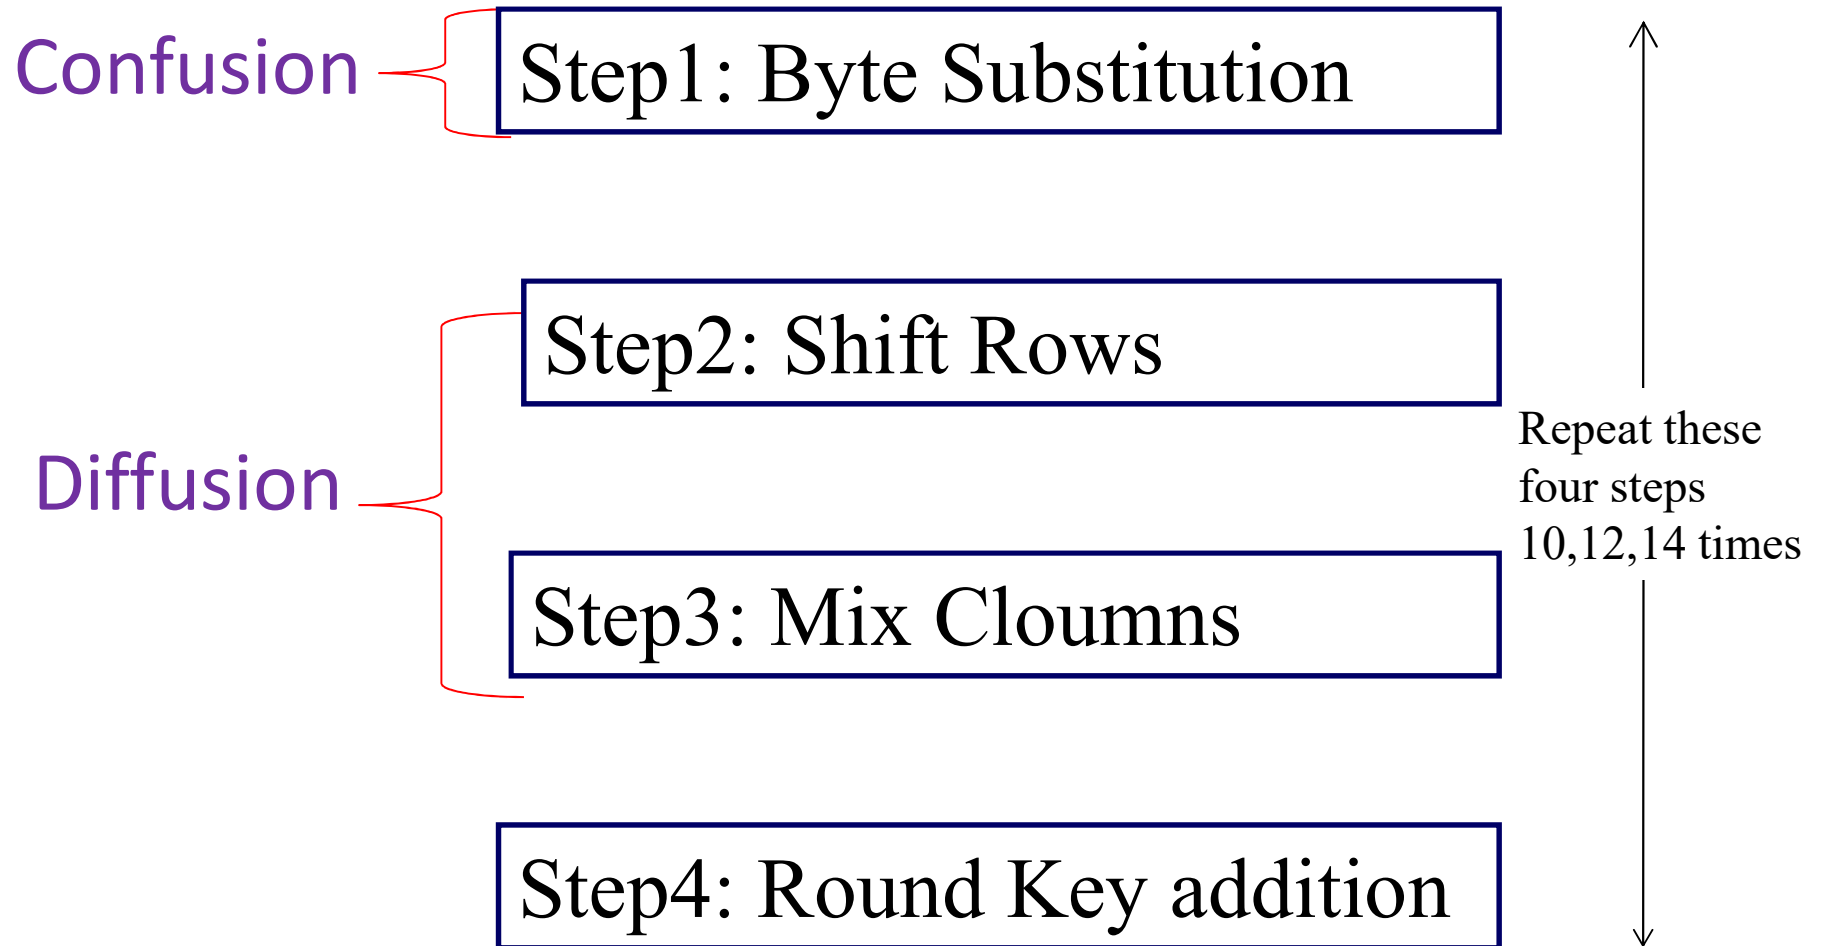 Confusion
Step1: Byte Substitution
Step2: Shift Rows
Diffusion
Repeat these
four steps
10,12,14 times
Step3: Mix Cloumns
Step4: Round Key addition